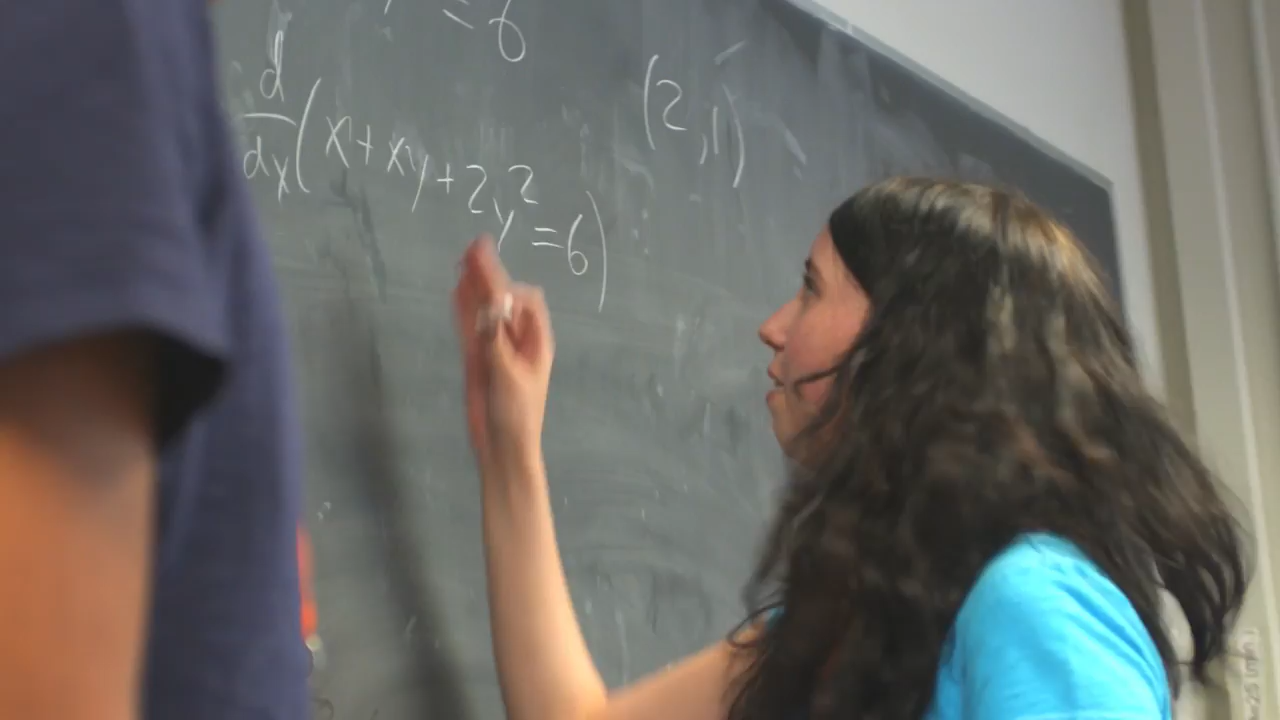 = 6
d/dx(x + xy + 2y² = 6)
(2,1)